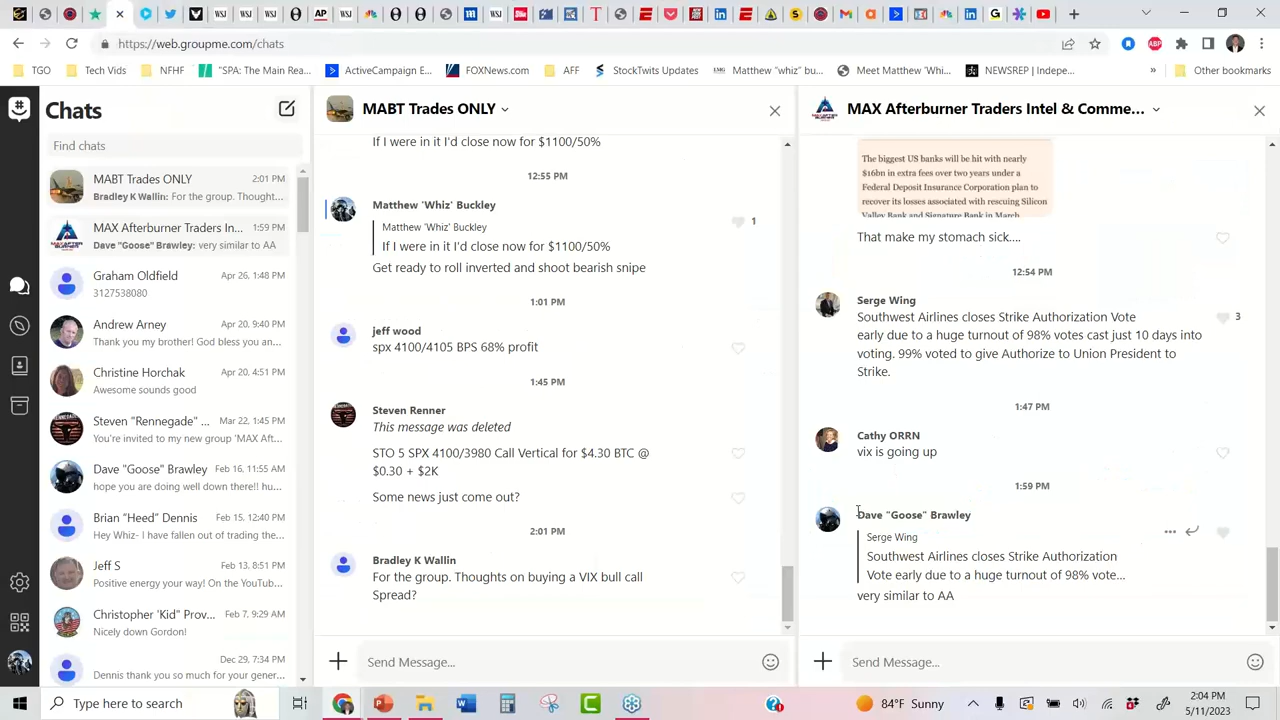 https://web.groupme.com/chats
TGO
Tech Vids
NFHF
"SPA: The Main Rea...
ActiveCampaign E...
FOXNews.com
AFF
StockTwits Updates
Matthew "whiz" bu...
Meet Matthew 'Whi...
NEWSREP | Indepe...
Other bookmarks
Chats
Find chats
MABT Trades ONLY
2:01 PM
Bradley K Wallin: For the group. Thought...
MAX Afterburner Traders In...
1:59 PM
Dave "Goose" Brawley: very similar to AA
Graham Oldfield
Apr 26, 1:48 PM
3127538080
Andrew Arney
Apr 20, 9:40 PM
Thank you my brother! God bless you an...
Christine Horchak
Apr 20, 4:51 PM
Awesome sounds good
Steven "Rennegade" ...
Mar 22, 1:45 PM
You're invited to my new group 'MAX Aft...
Dave "Goose" Brawley
Feb 16, 11:55 AM
hope you are doing well down there!! hu...
Brian "Heed" Dennis
Feb 15, 12:40 PM
Hey Whiz- I have fallen out of trading the...
Jeff S
Feb 13, 8:51 PM
Positive energy your way! On the YouTub...
Christopher 'Kid" Prov...
Feb 7, 9:29 AM
Nicely down Gordon!
Dec 29, 7:34 PM
Dennis thank you so much for your gener...
MABT Trades ONLY
If I were in it I'd close now for $1100/50%
12:55 PM
Matthew 'Whiz' Buckley
Matthew 'Whiz' Buckley
If I were in it I'd close now for $1100/50%
1
Get ready to roll inverted and shoot bearish snipe
1:01 PM
jeff wood
spx 4100/4105 BPS 68% profit
1:45 PM
Steven Renner
This message was deleted
STO 5 SPX 4100/3980 Call Vertical for $4.30 BTC @
$0.30 + $2K
Some news just come out?
2:01 PM
Bradley K Wallin
For the group. Thoughts on buying a VIX bull call
Spread?
Send Message...
MAX Afterburner Traders Intel & Comme...
The biggest US banks will be hit with nearly
$16bn in extra fees over two years under a
Federal Deposit Insurance Corporation plan to
recover its losses associated with rescuing Silicon
Valley Bank and Signature Bank in March
That make my stomach sick....
12:54 PM
Serge Wing
Southwest Airlines closes Strike Authorization Vote
early due to a huge turnout of 98% votes cast just 10 days into
voting. 99% voted to give Authorize to Union President to
Strike.
3
1:47 PM
Cathy ORRN
vix is going up
1:59 PM
Dave "Goose" Brawley
Serge Wing
Southwest Airlines closes Strike Authorization
Vote early due to a huge turnout of 98% vote...
very similar to AA
Send Message...
Type here to search
84°F Sunny
2:04 PM
5/11/2023